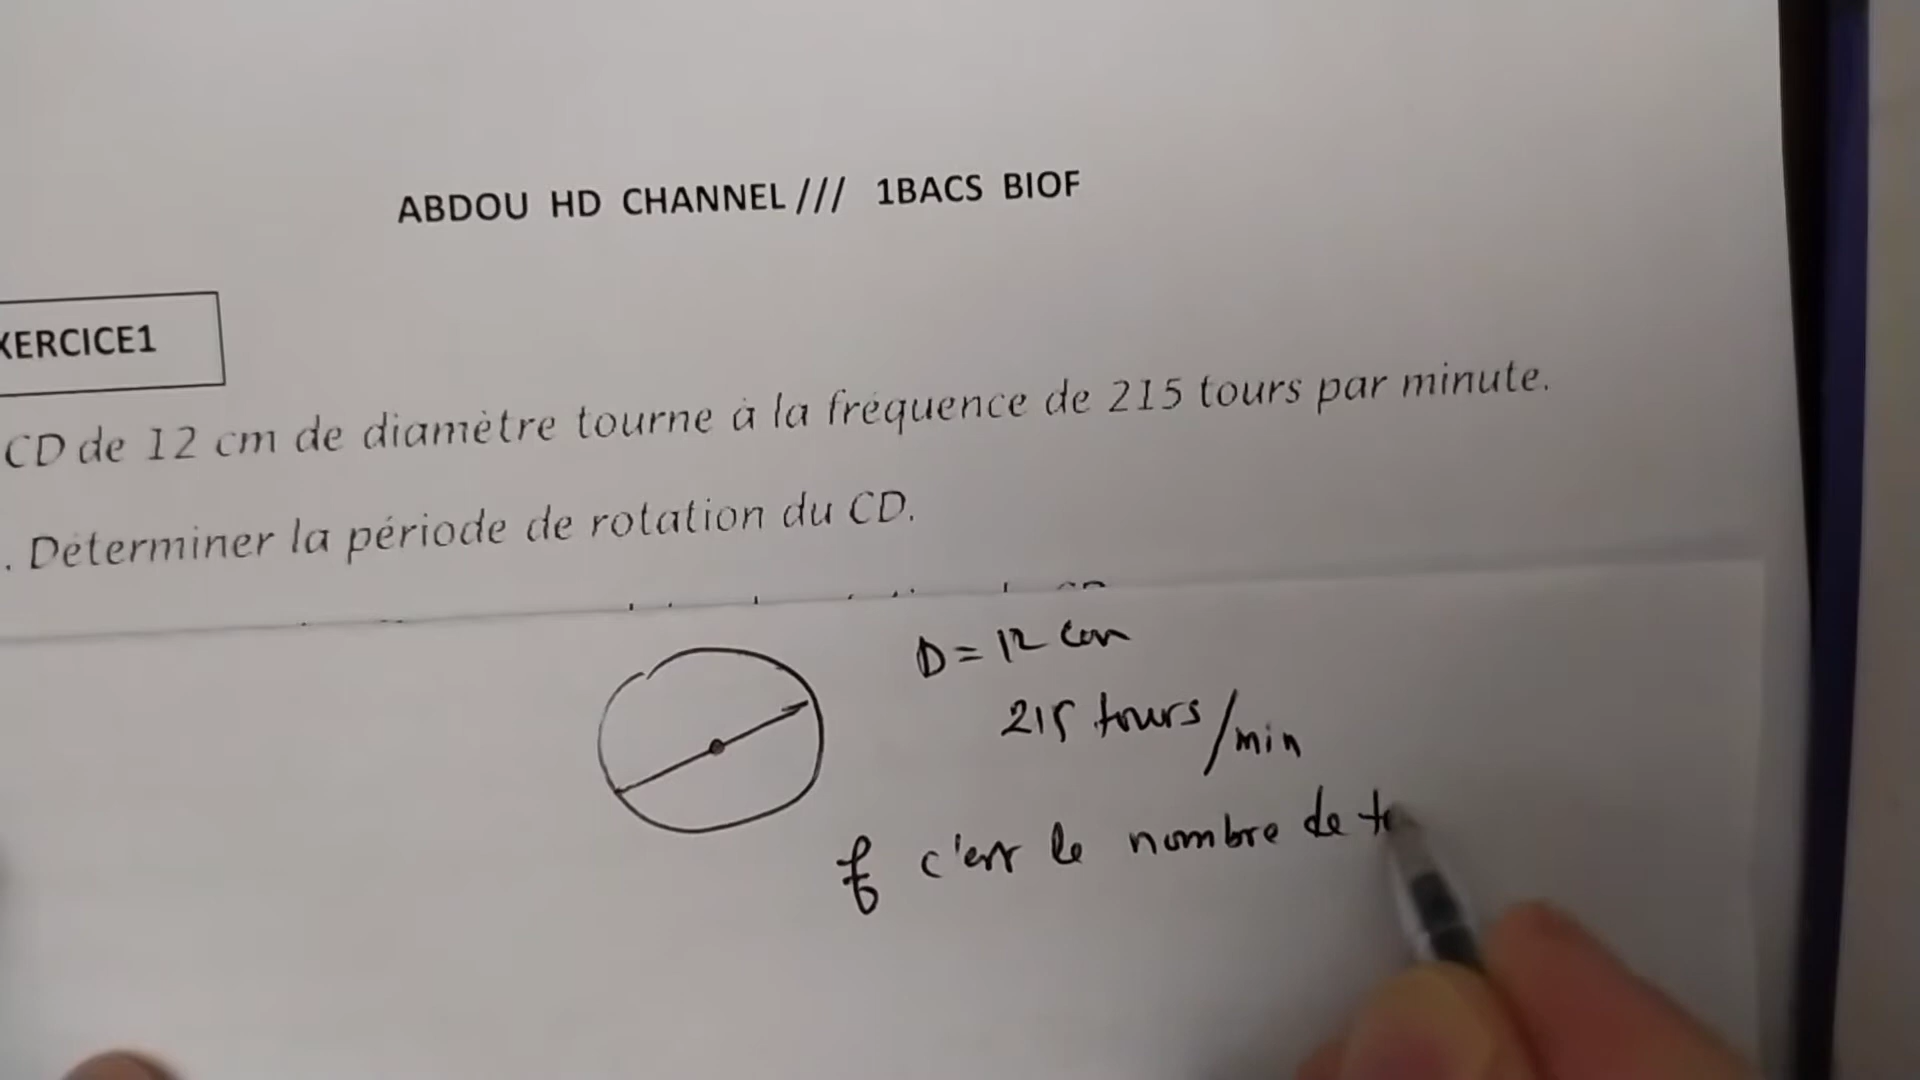 ABDOU HD CHANNEL /// 1BACS BIOF
XERCICE1
CD de 12 cm de diamètre tourne à la fréquence de 215 tours par minute.
. Déterminer la période de rotation du CD.
D = 12 cm
215 tours/min
f c'est le nombre de to